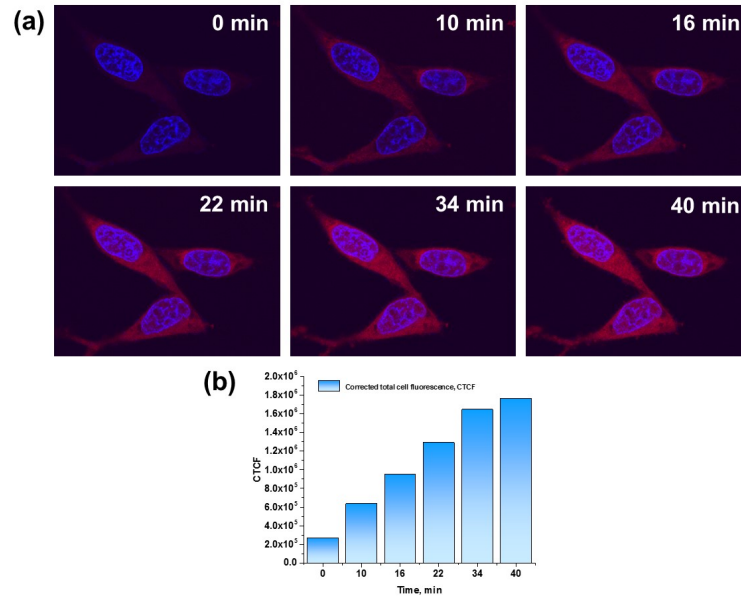 (a)
0 min
10 min
16 min
22 min
34 min
40 min
(b)
Corrected total cell fluorescence, CTCF
CTCF
2.0x10⁶
1.8x10⁶
1.6x10⁶
1.4x10⁶
1.2x10⁶
1.0x10⁶
8.0x10⁵
6.0x10⁵
4.0x10⁵
2.0x10⁵
0.0
0 10 16 22 34 40
Time, min